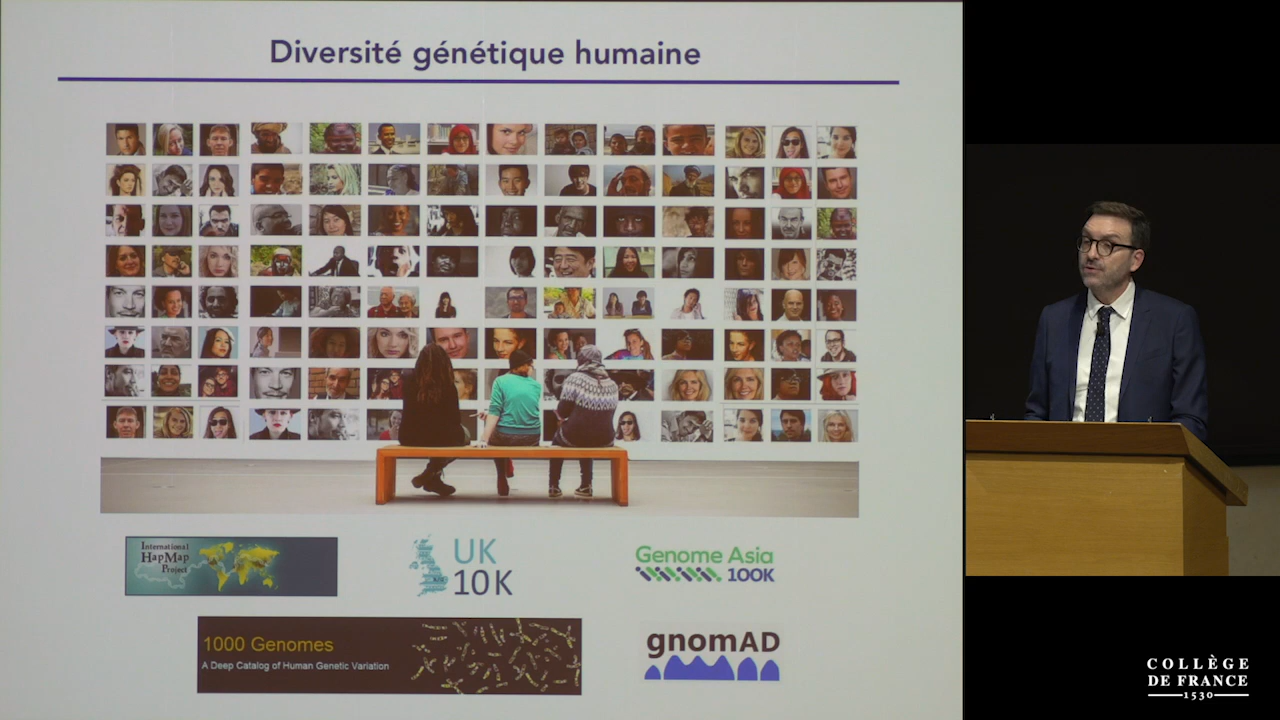 Diversité génétique humaine
International
HapMap
Project
UK
10K
Genome Asia
100K
1000 Genomes
A Deep Catalog of Human Genetic Variation
gnomAD
COLLÈGE
DE FRANCE
1530